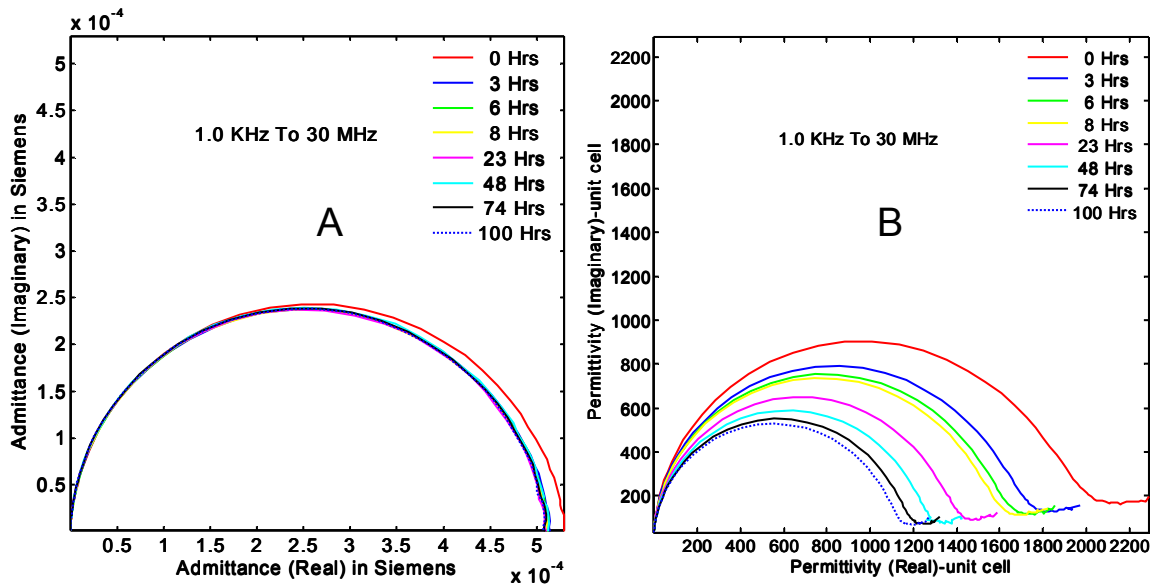 x 10⁻⁴
5
4.5
4
3.5
3
2.5
2
1.5
1
0.5
Admittance (Imaginary) in Siemens
0 Hrs
3 Hrs
6 Hrs
8 Hrs
23 Hrs
48 Hrs
74 Hrs
100 Hrs
1.0 KHz To 30 MHz
A
0.5 1 1.5 2 2.5 3 3.5 4 4.5 5
Admittance (Real) in Siemens
x 10⁻⁴
2200
2000
1800
1600
1400
1200
1000
800
600
400
200
Permittivity (Imaginary)-unit cell
0 Hrs
3 Hrs
6 Hrs
8 Hrs
23 Hrs
48 Hrs
74 Hrs
100 Hrs
1.0 KHz To 30 MHz
B
200 400 600 800 1000 1200 1400 1600 1800 2000 2200
Permittivity (Real)-unit cell